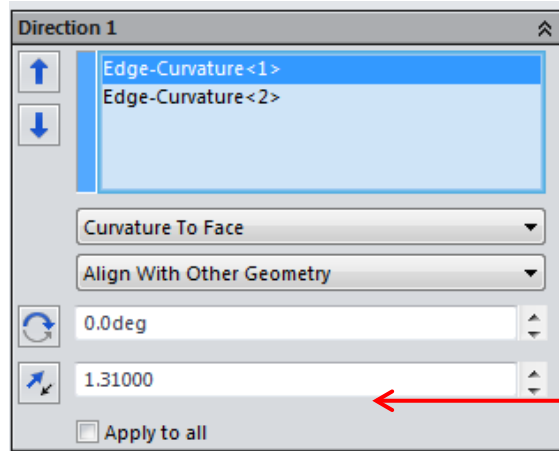 Direction 1
Edge-Curvature<1>
Edge-Curvature<2>
Curvature To Face
Align With Other Geometry
0.0deg
1.31000
Apply to all